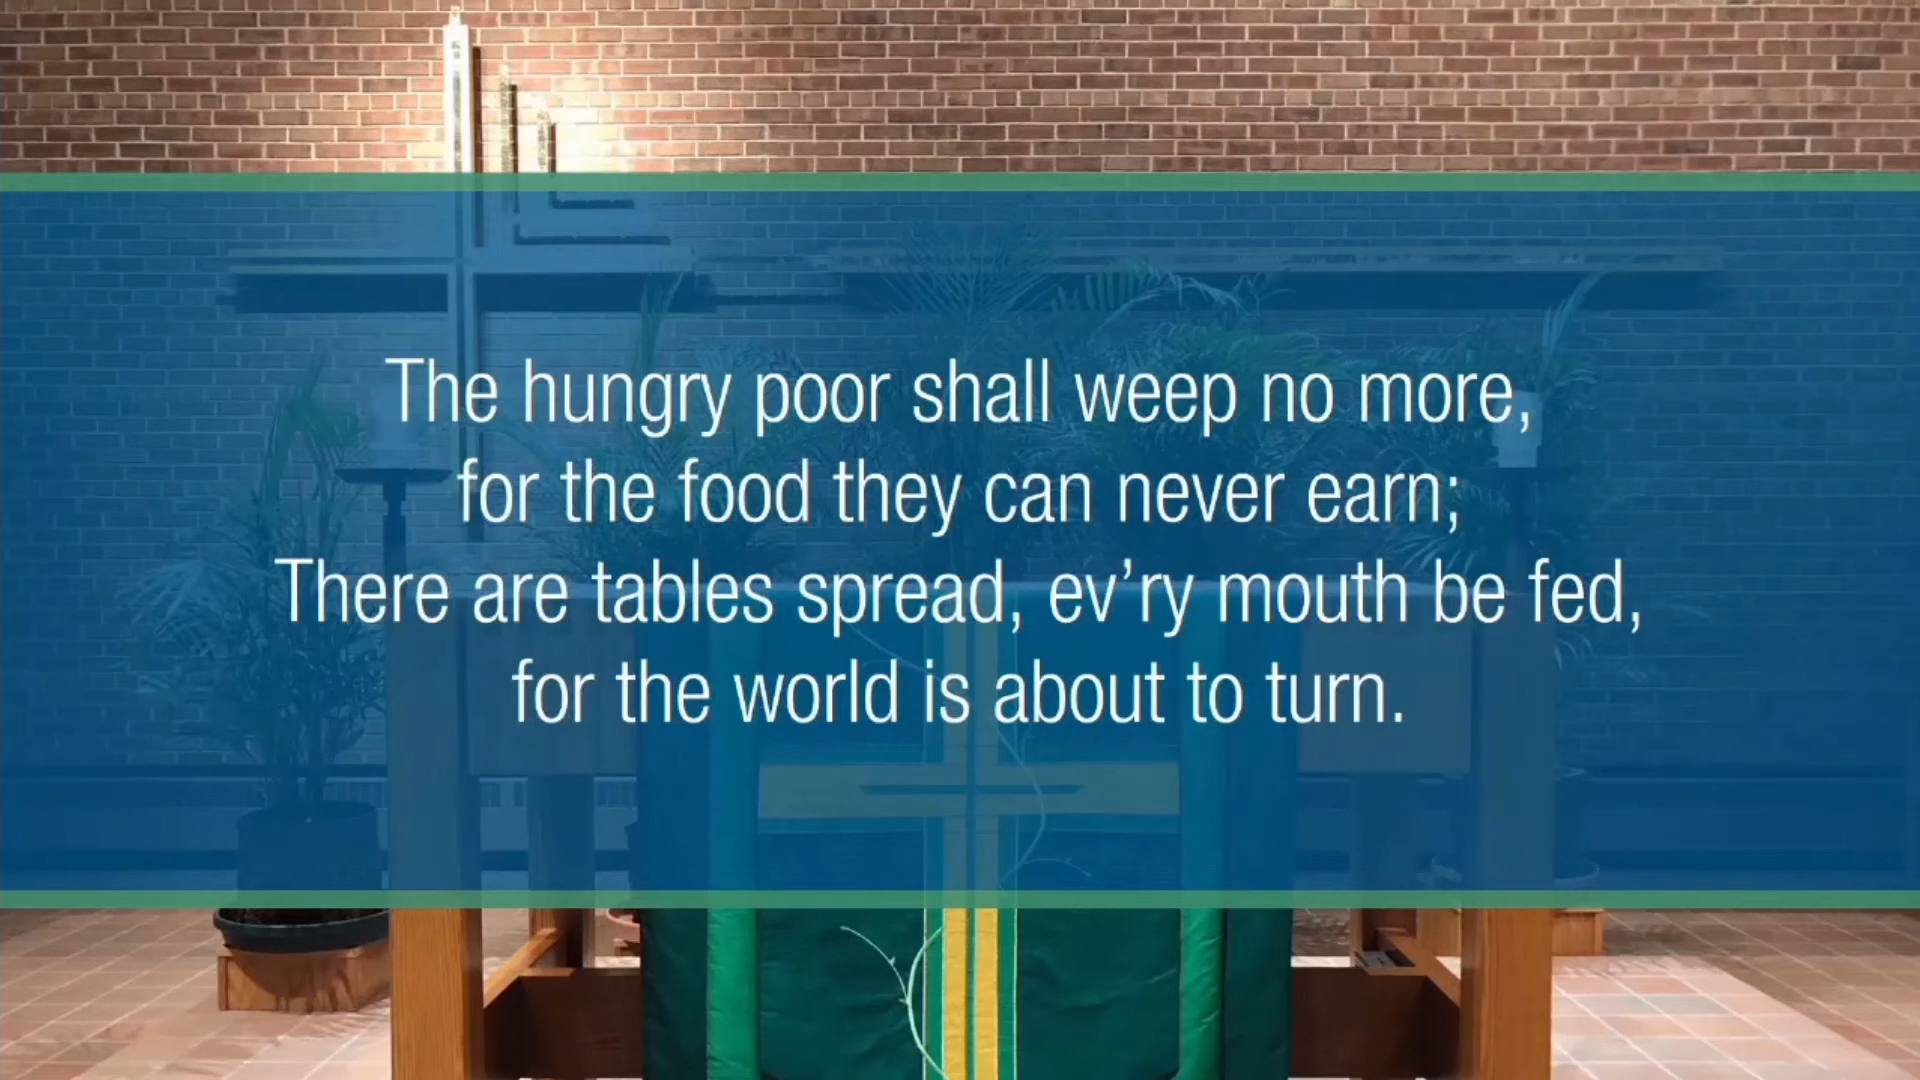 The hungry poor shall weep no more,
for the food they can never earn;
There are tables spread, ev’ry mouth be fed,
for the world is about to turn.